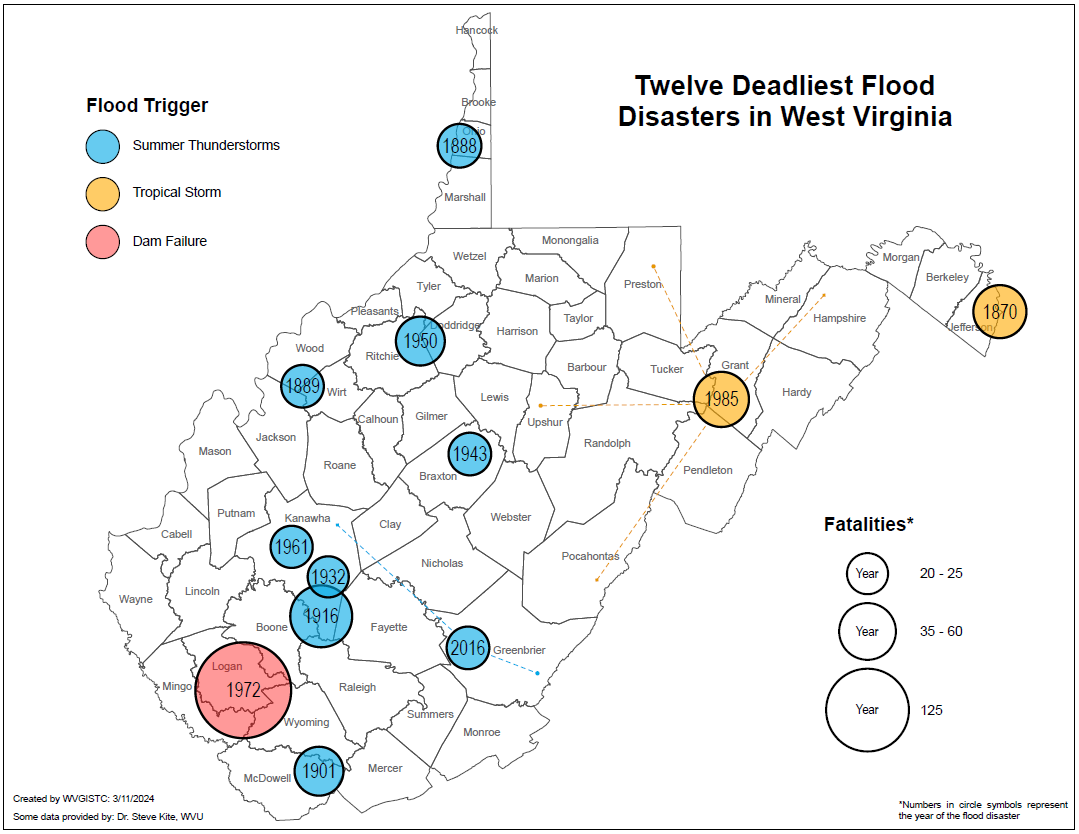 Twelve Deadliest Flood
Disasters in West Virginia
Flood Trigger
Summer Thunderstorms
Tropical Storm
Dam Failure
Hancock
Brooke
Ohio
1888
Marshall
Wetzel
Monongalia
Marion
Preston
Tyler
Pleasants
Doddridge
Harrison
Taylor
Mineral
Hampshire
Morgan
Berkeley
Jefferson
1870
Wood
Ritchie
1950
Barbour
Tucker
Grant
Hardy
1889
Wirt
1985
Calhoun
Gilmer
Lewis
Upshur
Randolph
Jackson
Mason
Roane
Braxton
1943
Pendleton
Putnam
Kanawha
Clay
Webster
Cabell
1961
Nicholas
Pocahontas
Wayne
Lincoln
1932
1916
Boone
Fayette
2016
Greenbrier
Logan
1972
Mingo
Raleigh
Wyoming
Summers
Monroe
McDowell
1901
Mercer
Fatalities*
Year
20 - 25
Year
35 - 60
Year
125
Created by WVGISTC: 3/11/2024
Some data provided by: Dr. Steve Kite, WVU
*Numbers in circle symbols represent
the year of the flood disaster